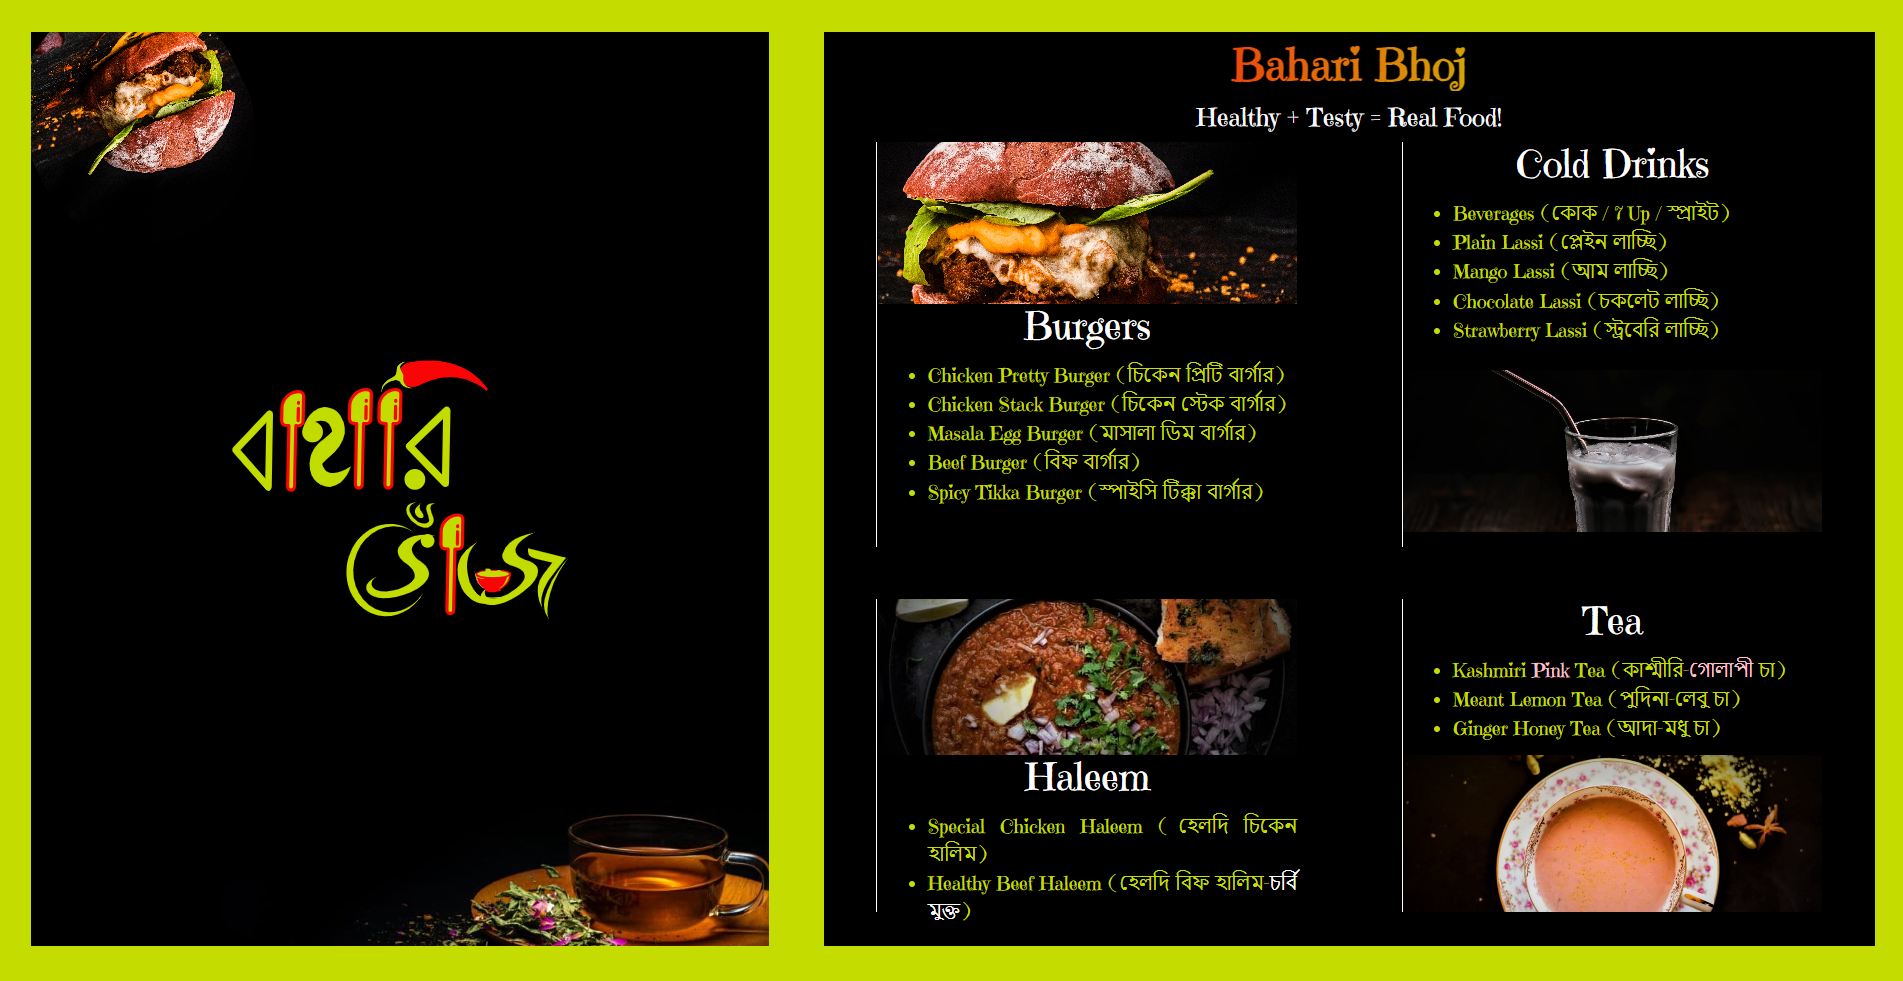 বাহারি
ভোজ
Bahari Bhoj
Healthy + Testy = Real Food!
Burgers
Chicken Pretty Burger (চিকেন প্রিটি বার্গার)
Chicken Stack Burger (চিকেন স্টেক বার্গার)
Masala Egg Burger (মাসালা ডিম বার্গার)
Beef Burger (বিফ বার্গার)
Spicy Tikka Burger (স্পাইসি টিক্কা বার্গার)
Cold Drinks
Beverages (কোক / 7 Up / স্প্রাইট)
Plain Lassi (প্লেইন লাচ্ছি)
Mango Lassi (আম লাচ্ছি)
Chocolate Lassi (চকলেট লাচ্ছি)
Strawberry Lassi (স্ট্রবেরি লাচ্ছি)
Haleem
Special Chicken Haleem ( হেলদি চিকেন
হালিম)
Healthy Beef Haleem (হেলদি বিফ হালিম-চর্বি
মুক্ত)
Tea
Kashmiri Pink Tea (কাশ্মীরি-গোলাপী চা)
Meant Lemon Tea (পুদিনা-লেবু চা)
Ginger Honey Tea (আদা-মধু চা)